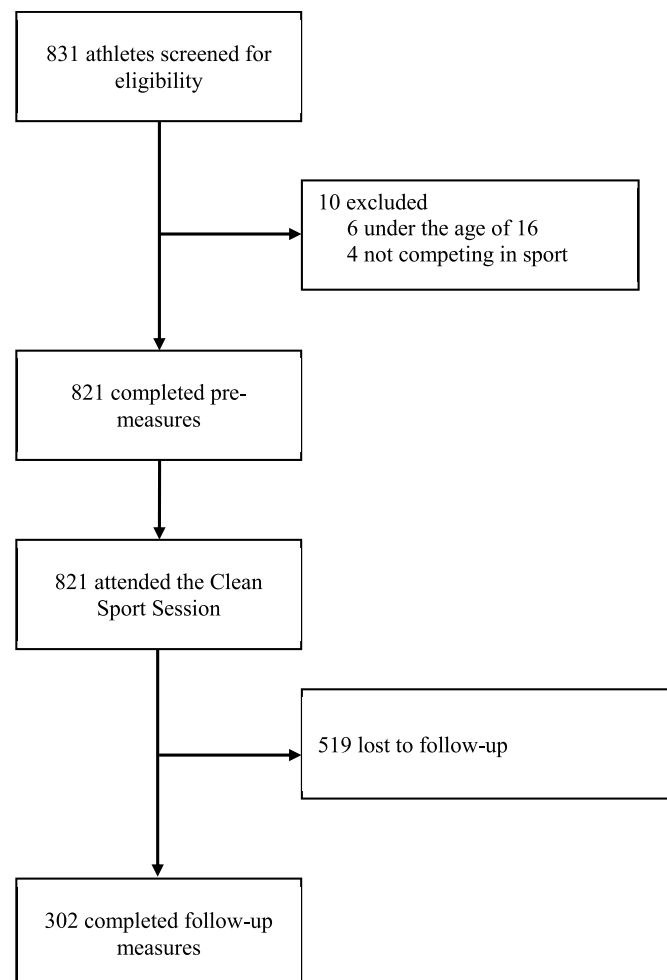 831 athletes screened for
eligibility
10 excluded
6 under the age of 16
4 not competing in sport
821 completed pre-
measures
821 attended the Clean
Sport Session
519 lost to follow-up
302 completed follow-up
measures